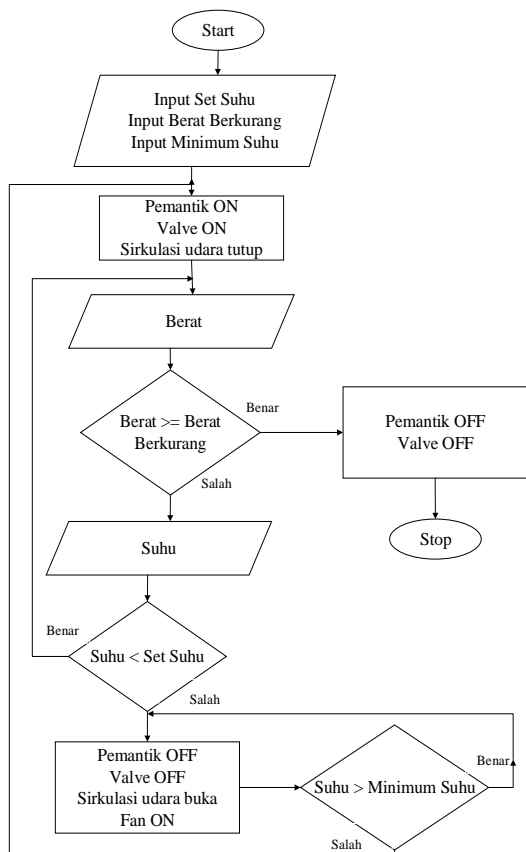 Start
Input Set Suhu
Input Berat Berkurang
Input Minimum Suhu
Pemantik ON
Valve ON
Sirkulasi udara tutup
Berat
Berat >= Berat
Berkurang
Benar
Pemantik OFF
Valve OFF
Salah
Stop
Suhu
Benar
Suhu < Set Suhu
Salah
Pemantik OFF
Valve OFF
Sirkulasi udara buka
Fan ON
Suhu > Minimum Suhu
Benar
Salah